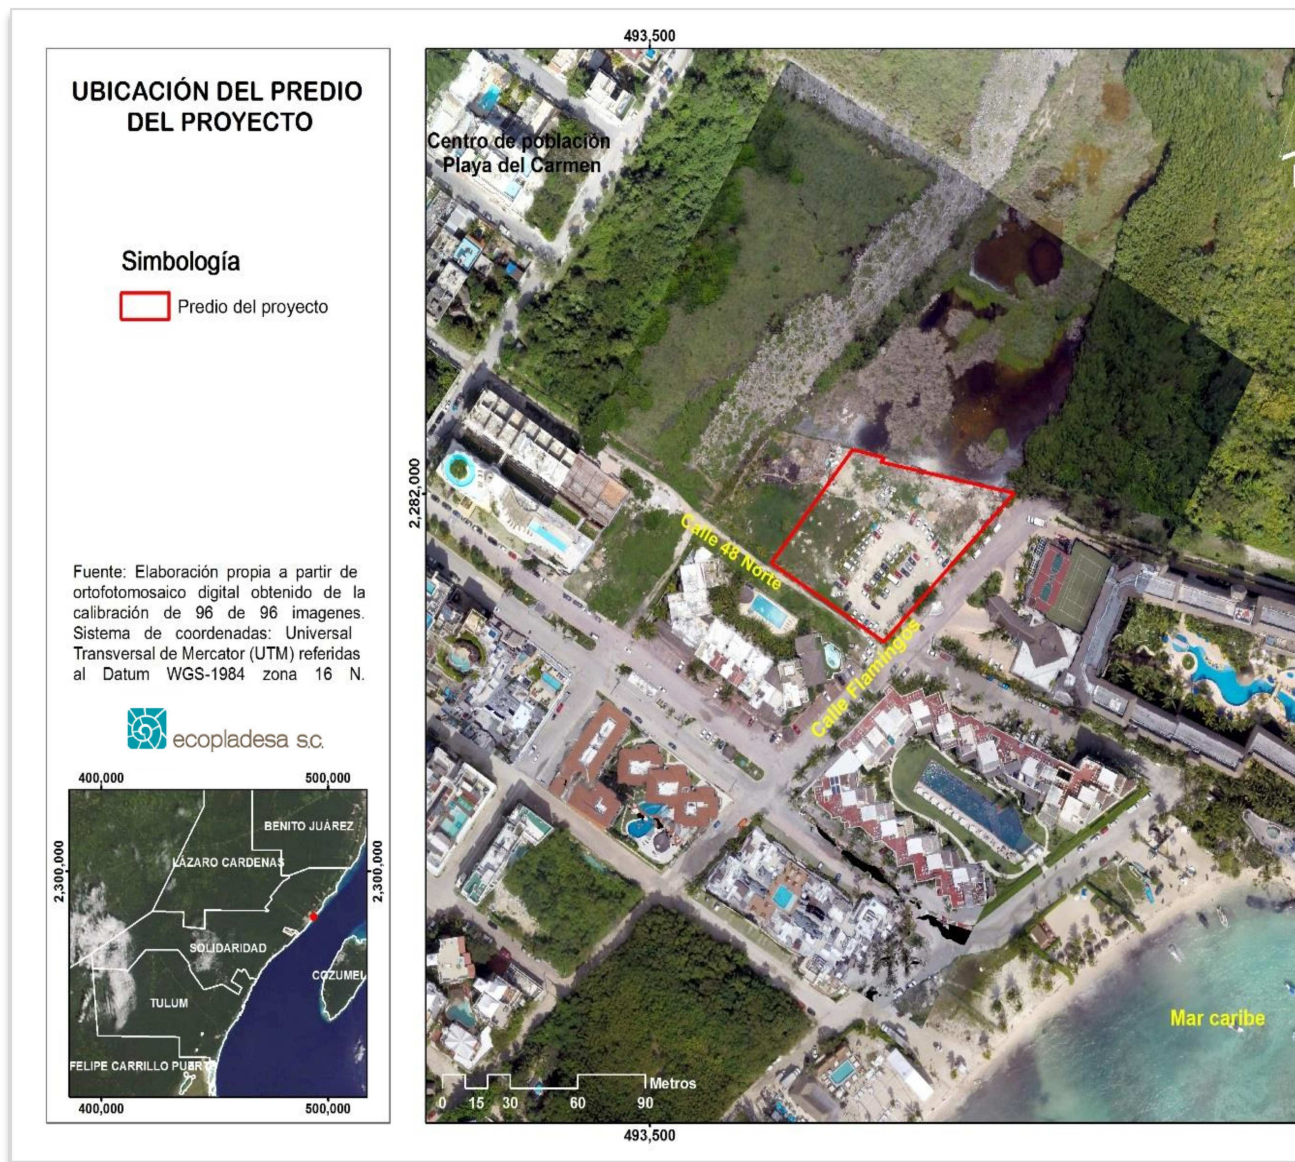 UBICACIÓN DEL PREDIO
DEL PROYECTO
Simbología
Predio del proyecto
Fuente: Elaboración propia a partir de
ortofotomosaico digital obtenido de la
calibración de 96 de 96 imagenes.
Sistema de coordenadas: Universal
Transversal de Mercator (UTM) referidas
al Datum WGS-1984 zona 16 N.
ecopladesa s.c.
400,000
500,000
2,300,000
2,300,000
BENITO JUÁREZ
LÁZARO CARDENAS
SOLIDARIDAD
COZUMEL
TULUM
FELIPE CARRILLO PUERTO
400,000
500,000
493,500
Centro de población
Playa del Carmen
2,282,000
Calle 48 Norte
Calle Flamingos
Mar caribe
Metros
0 15 30 60 90
493,500